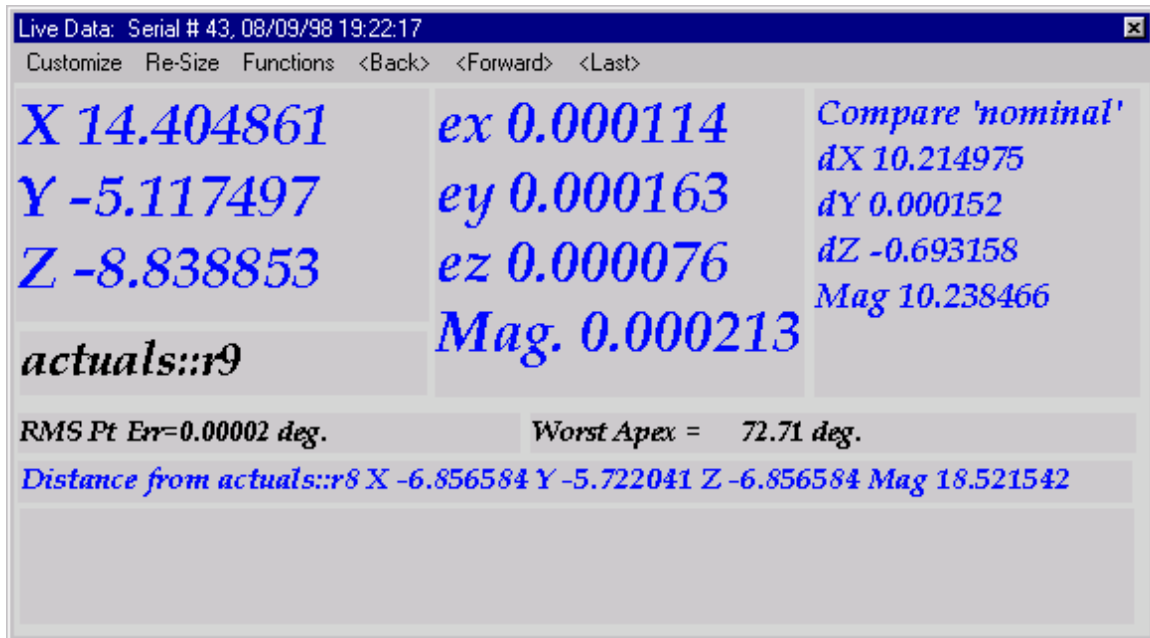 Live Data: Serial # 43, 08/09/98 19:22:17
Customize Re-Size Functions <Back> <Forward> <Last>
X 14.404861
Y -5.117497
Z -8.838853
actuals::r9
ex 0.000114
ey 0.000163
ez 0.000076
Mag. 0.000213
Compare 'nominal'
dX 10.214975
dY 0.000152
dZ -0.693158
Mag 10.238466
RMS Pt Err=0.00002 deg.
Worst Apex = 72.71 deg.
Distance from actuals::r8 X -6.856584 Y -5.722041 Z -6.856584 Mag 18.521542